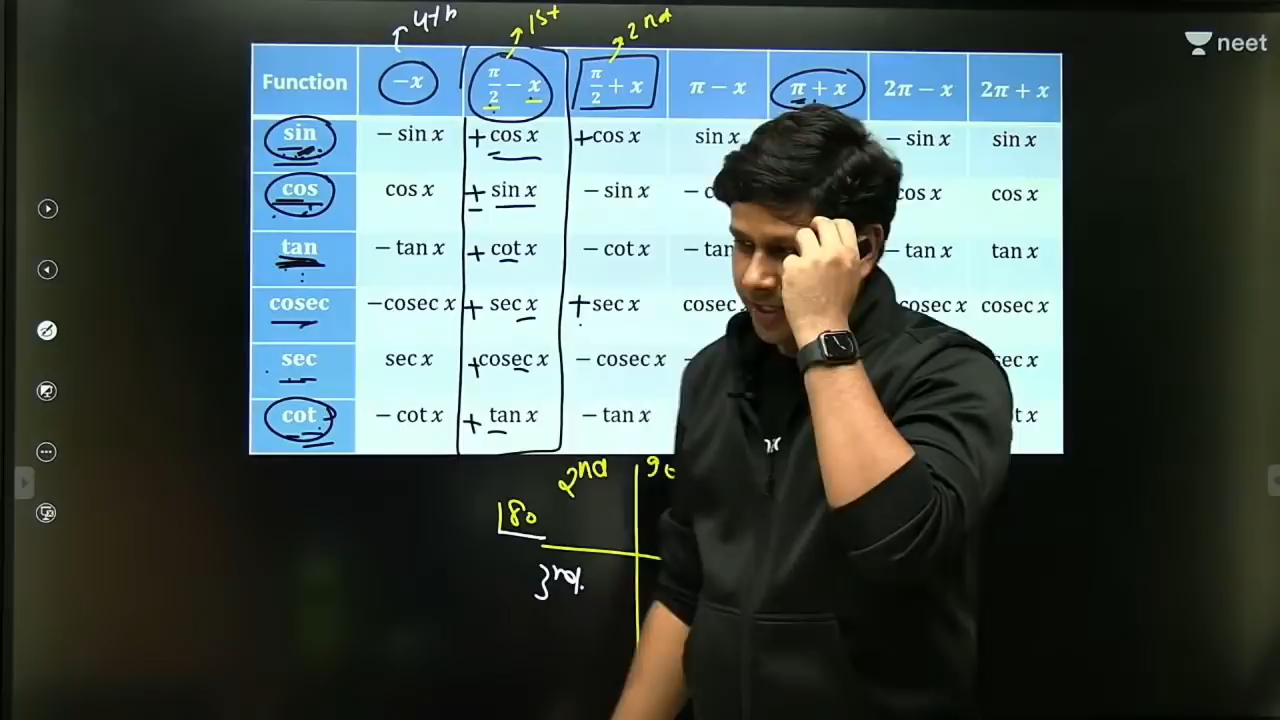 4th
1st
2nd
neet
Function −x π/2 − x π/2 + x π − x π + x 2π − x 2π + x
sin − sin x + cos x +cos x sin x − sin x sin x
cos cos x + sin x − sin x cos x cos x
tan − tan x + cot x − cot x − tan x tan x
cosec −cosec x + sec x +sec x cosec cosec x cosec x
sec sec x +cosec x − cosec x sec x
cot − cot x + tan x − tan x
2nd
180
3rd